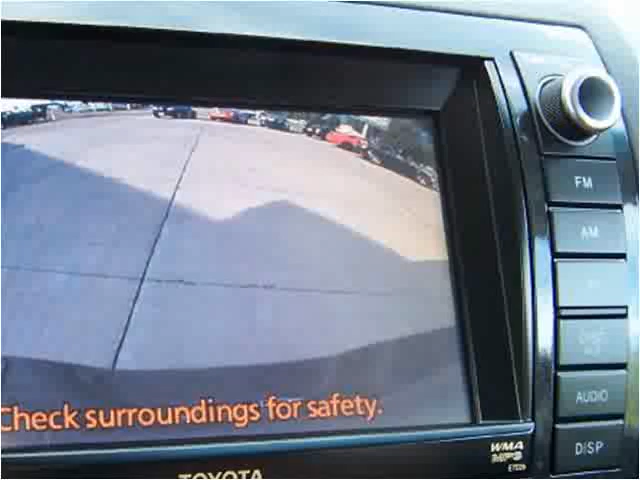 FM
AM
Check surroundings for safety.
AUDIO
DISP
WMA
MP3
TOYOTA